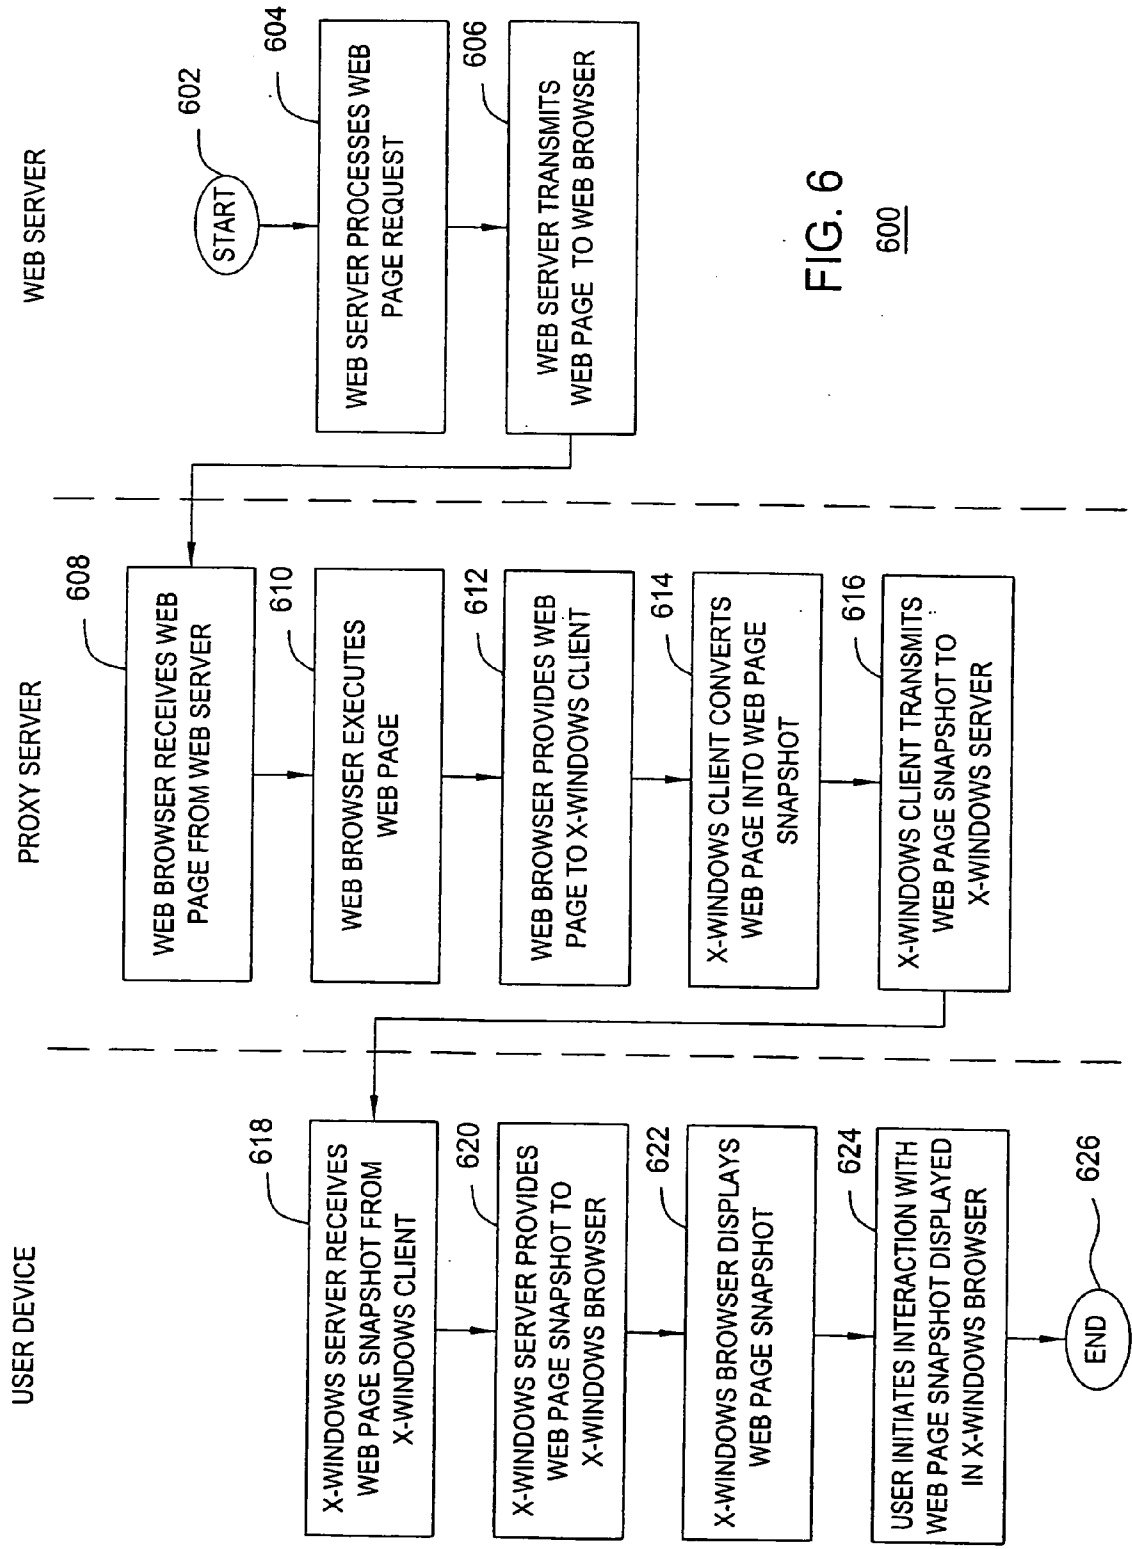 USER DEVICE
PROXY SERVER
WEB SERVER
START
602
WEB SERVER PROCESSES WEB
PAGE REQUEST
604
WEB SERVER TRANSMITS
WEB PAGE TO WEB BROWSER
606
WEB BROWSER RECEIVES WEB
PAGE FROM WEB SERVER
608
WEB BROWSER EXECUTES
WEB PAGE
610
WEB BROWSER PROVIDES WEB
PAGE TO X-WINDOWS CLIENT
612
X-WINDOWS CLIENT CONVERTS
WEB PAGE INTO WEB PAGE
SNAPSHOT
614
X-WINDOWS CLIENT TRANSMITS
WEB PAGE SNAPSHOT TO
X-WINDOWS SERVER
616
X-WINDOWS SERVER RECEIVES
WEB PAGE SNAPSHOT FROM
X-WINDOWS CLIENT
618
X-WINDOWS SERVER PROVIDES
WEB PAGE SNAPSHOT TO
X-WINDOWS BROWSER
620
X-WINDOWS BROWSER DISPLAYS
WEB PAGE SNAPSHOT
622
USER INITIATES INTERACTION WITH
WEB PAGE SNAPSHOT DISPLAYED
IN X-WINDOWS BROWSER
624
END
626
FIG. 6
600